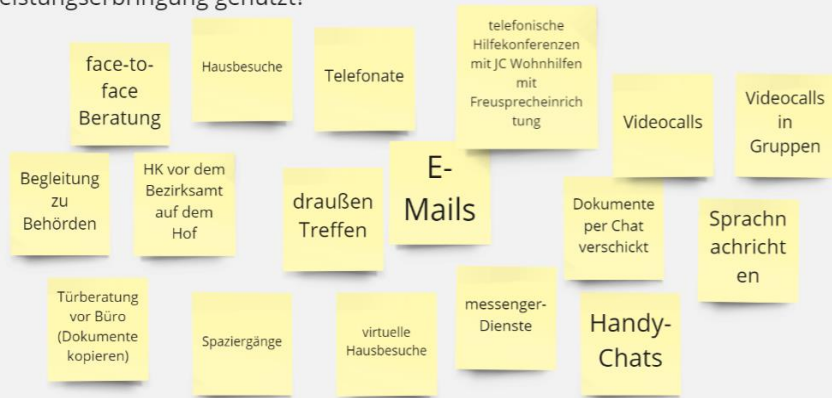 eistungserbringung genutzt?
face-to-
face
Beratung
Hausbesuche
Telefonate
telefonische
Hilfekonferenzen
mit JC Wohnhilfen
mit
Freusprecheinrich
tung
Videocalls
Videocalls
in
Gruppen
Begleitung
zu
Behörden
HK vor dem
Bezirksamt
auf dem
Hof
draußen
Treffen
E-
Mails
Dokumente
per Chat
verschickt
Sprachn
achricht
en
Türberatung
vor Büro
(Dokumente
kopieren)
Spaziergänge
virtuelle
Hausbesuche
messenger-
Dienste
Handy-
Chats